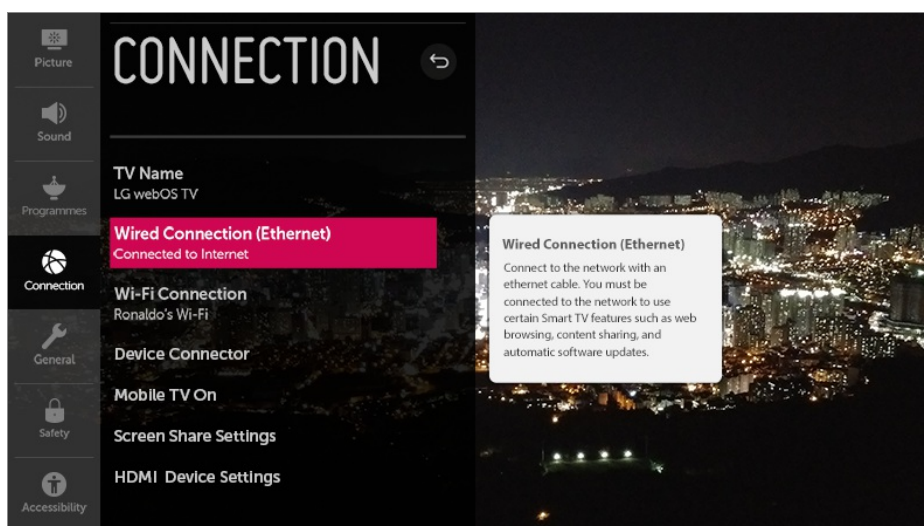 Picture
Sound
Programmes
Connection
General
Safety
Accessibility
CONNECTION
TV Name
LG webOS TV
Wired Connection (Ethernet)
Connected to Internet
Wi-Fi Connection
Ronaldo's Wi-Fi
Device Connector
Mobile TV On
Screen Share Settings
HDMI Device Settings
Wired Connection (Ethernet)
Connect to the network with an
ethernet cable. You must be
connected to the network to use
certain Smart TV features such as web
browsing, content sharing, and
automatic software updates.